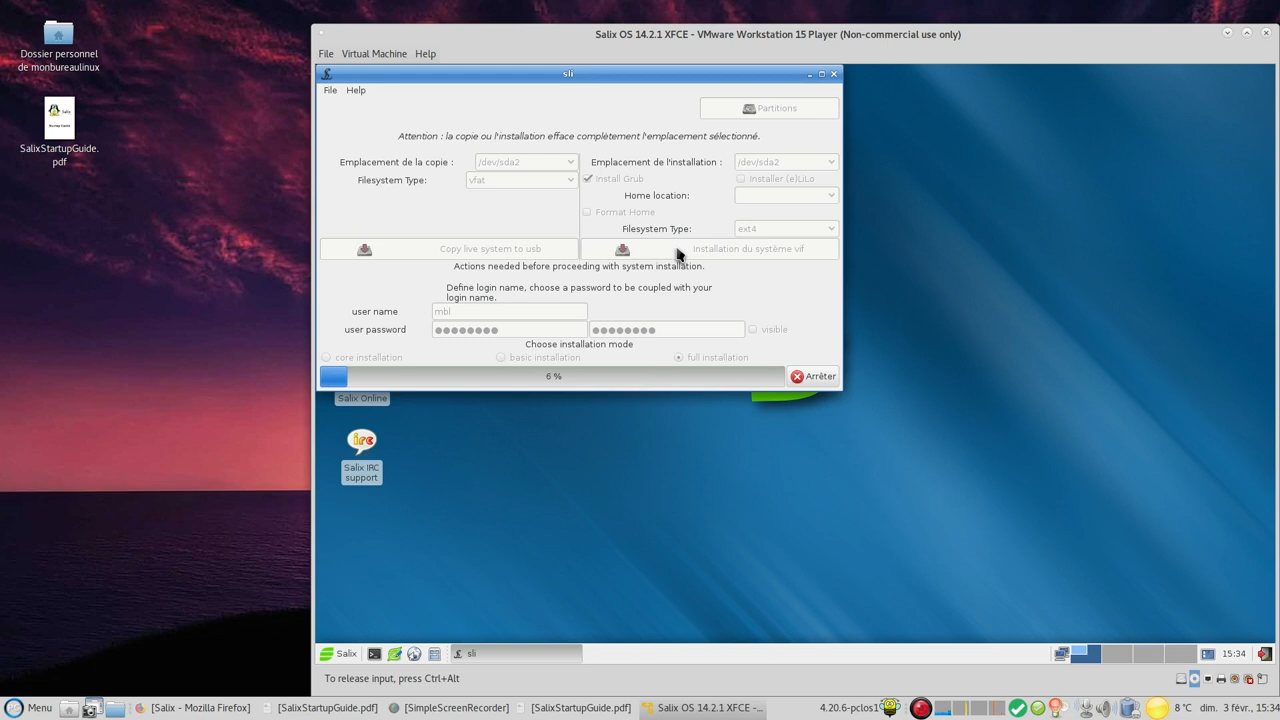 Dossier personnel
de monbureaulinux
Salix
SalixStartupGuide.
pdf
Salix OS 14.2.1 XFCE - VMware Workstation 15 Player (Non-commercial use only)
File Virtual Machine Help
sli
File Help
Partitions
Attention : la copie ou l'installation efface complètement l'emplacement sélectionné.
Emplacement de la copie : /dev/sda2
Emplacement de l'installation : /dev/sda2
Filesystem Type: vfat
Install Grub Installer (e)LiLo
Home location:
Format Home
Filesystem Type: ext4
Copy live system to usb
Installation du système vif
Actions needed before proceeding with system installation.
Define login name, choose a password to be coupled with your
login name.
user name mbl
user password ●●●●●●●● ●●●●●●●● visible
Choose installation mode
core installation basic installation full installation
6 % Arrêter
Salix Online
irc
Salix IRC
support
Salix sli 15:34
To release input, press Ctrl+Alt
Menu [Salix - Mozilla Firefox] [SalixStartupGuide.pdf] [SimpleScreenRecorder] [SalixStartupGuide.pdf] Salix OS 14.2.1 XFCE -... 4.20.6-pclos1 8 °C dim. 3 févr., 15:34